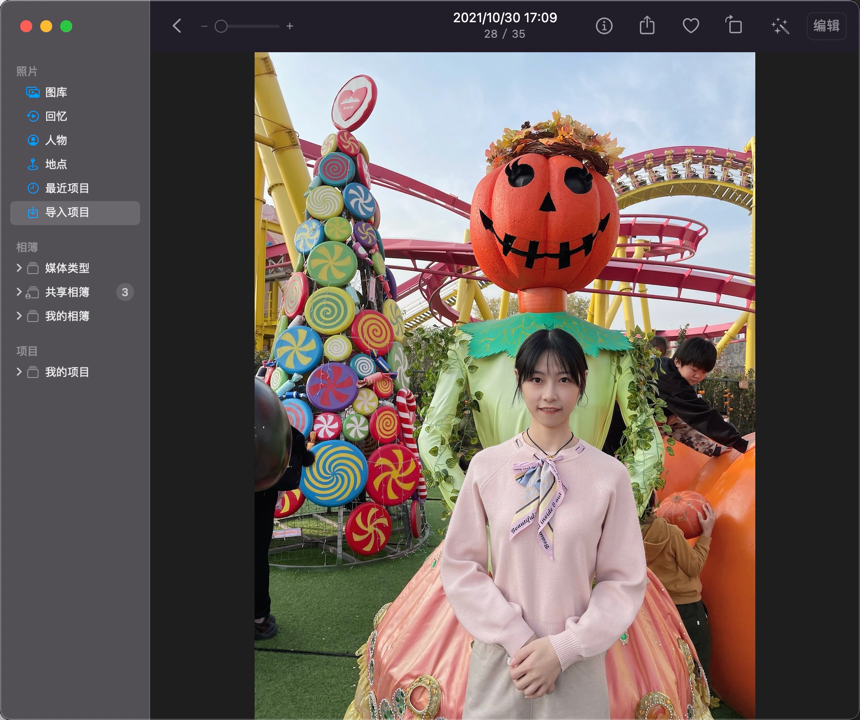 2021/10/30 17:09
28 / 35
编辑
照片
图库
回忆
人物
地点
最近项目
导入项目
相簿
媒体类型
共享相簿
3
我的相簿
项目
我的项目
Beautiful